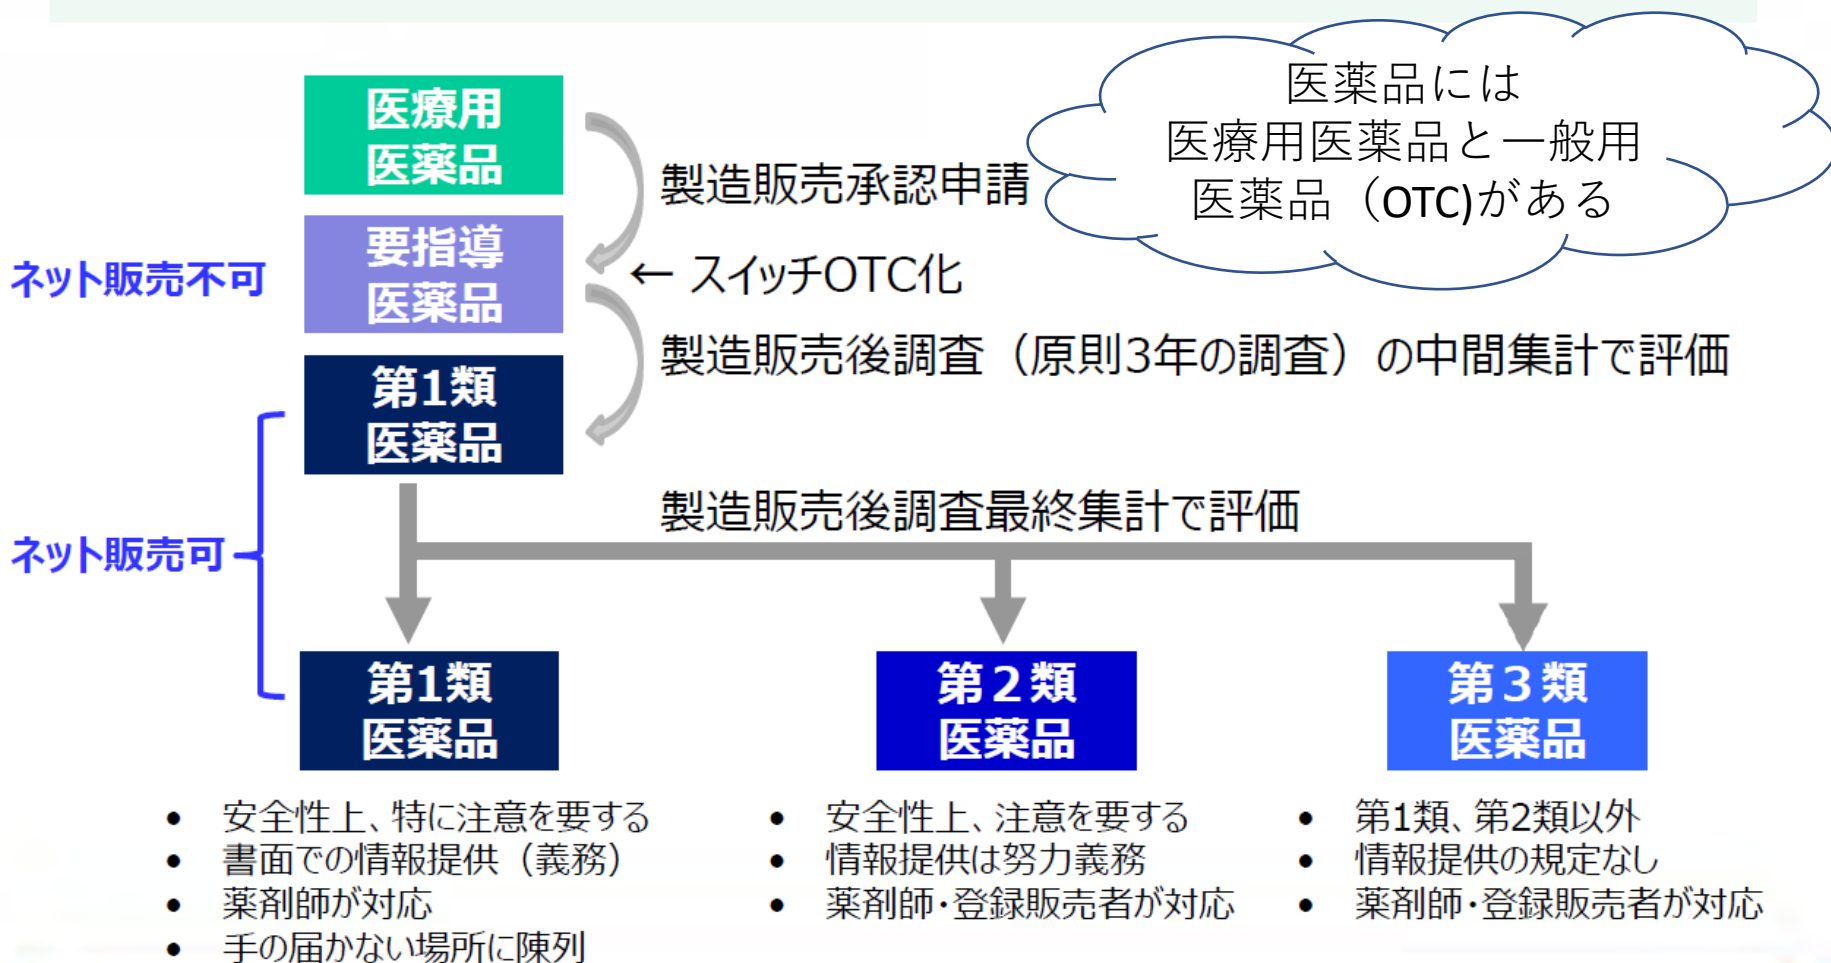 医薬品には
医療用医薬品と一般用
医薬品（OTC)がある
医療用
医薬品
製造販売承認申請
要指導
医薬品
ネット販売不可
← スイッチOTC化
製造販売後調査（原則3年の調査）の中間集計で評価
第1類
医薬品
製造販売後調査最終集計で評価
ネット販売可
第1類
医薬品
• 安全性上、特に注意を要する
• 書面での情報提供（義務）
• 薬剤師が対応
• 手の届かない場所に陳列
第２類
医薬品
• 安全性上、注意を要する
• 情報提供は努力義務
• 薬剤師・登録販売者が対応
第３類
医薬品
• 第1類、第2類以外
• 情報提供の規定なし
• 薬剤師・登録販売者が対応